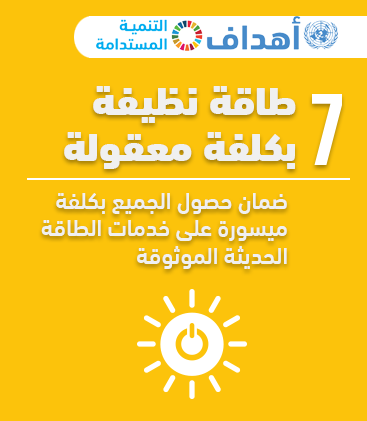 أهداف التنمية
المستدامة
7 طاقة نظيفة
بكلفة معقولة
ضمان حصول الجميع بكلفة
ميسورة على خدمات الطاقة
الحديثة الموثوقة